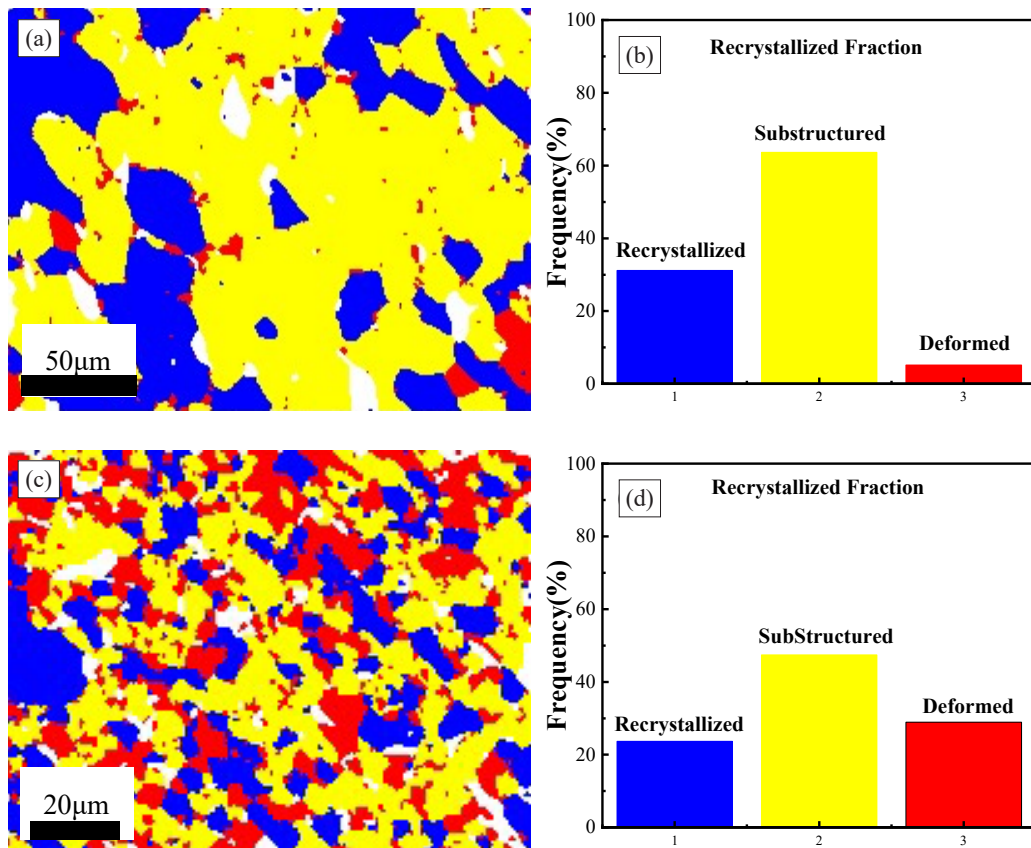 (a)
50μm
(b)
Recrystallized Fraction
100
80
60
40
20
0
Frequency(%)
Recrystallized
Substructured
Deformed
1
2
3
(c)
20μm
(d)
Recrystallized Fraction
100
80
60
40
20
0
Frequency(%)
Recrystallized
SubStructured
Deformed
1
2
3